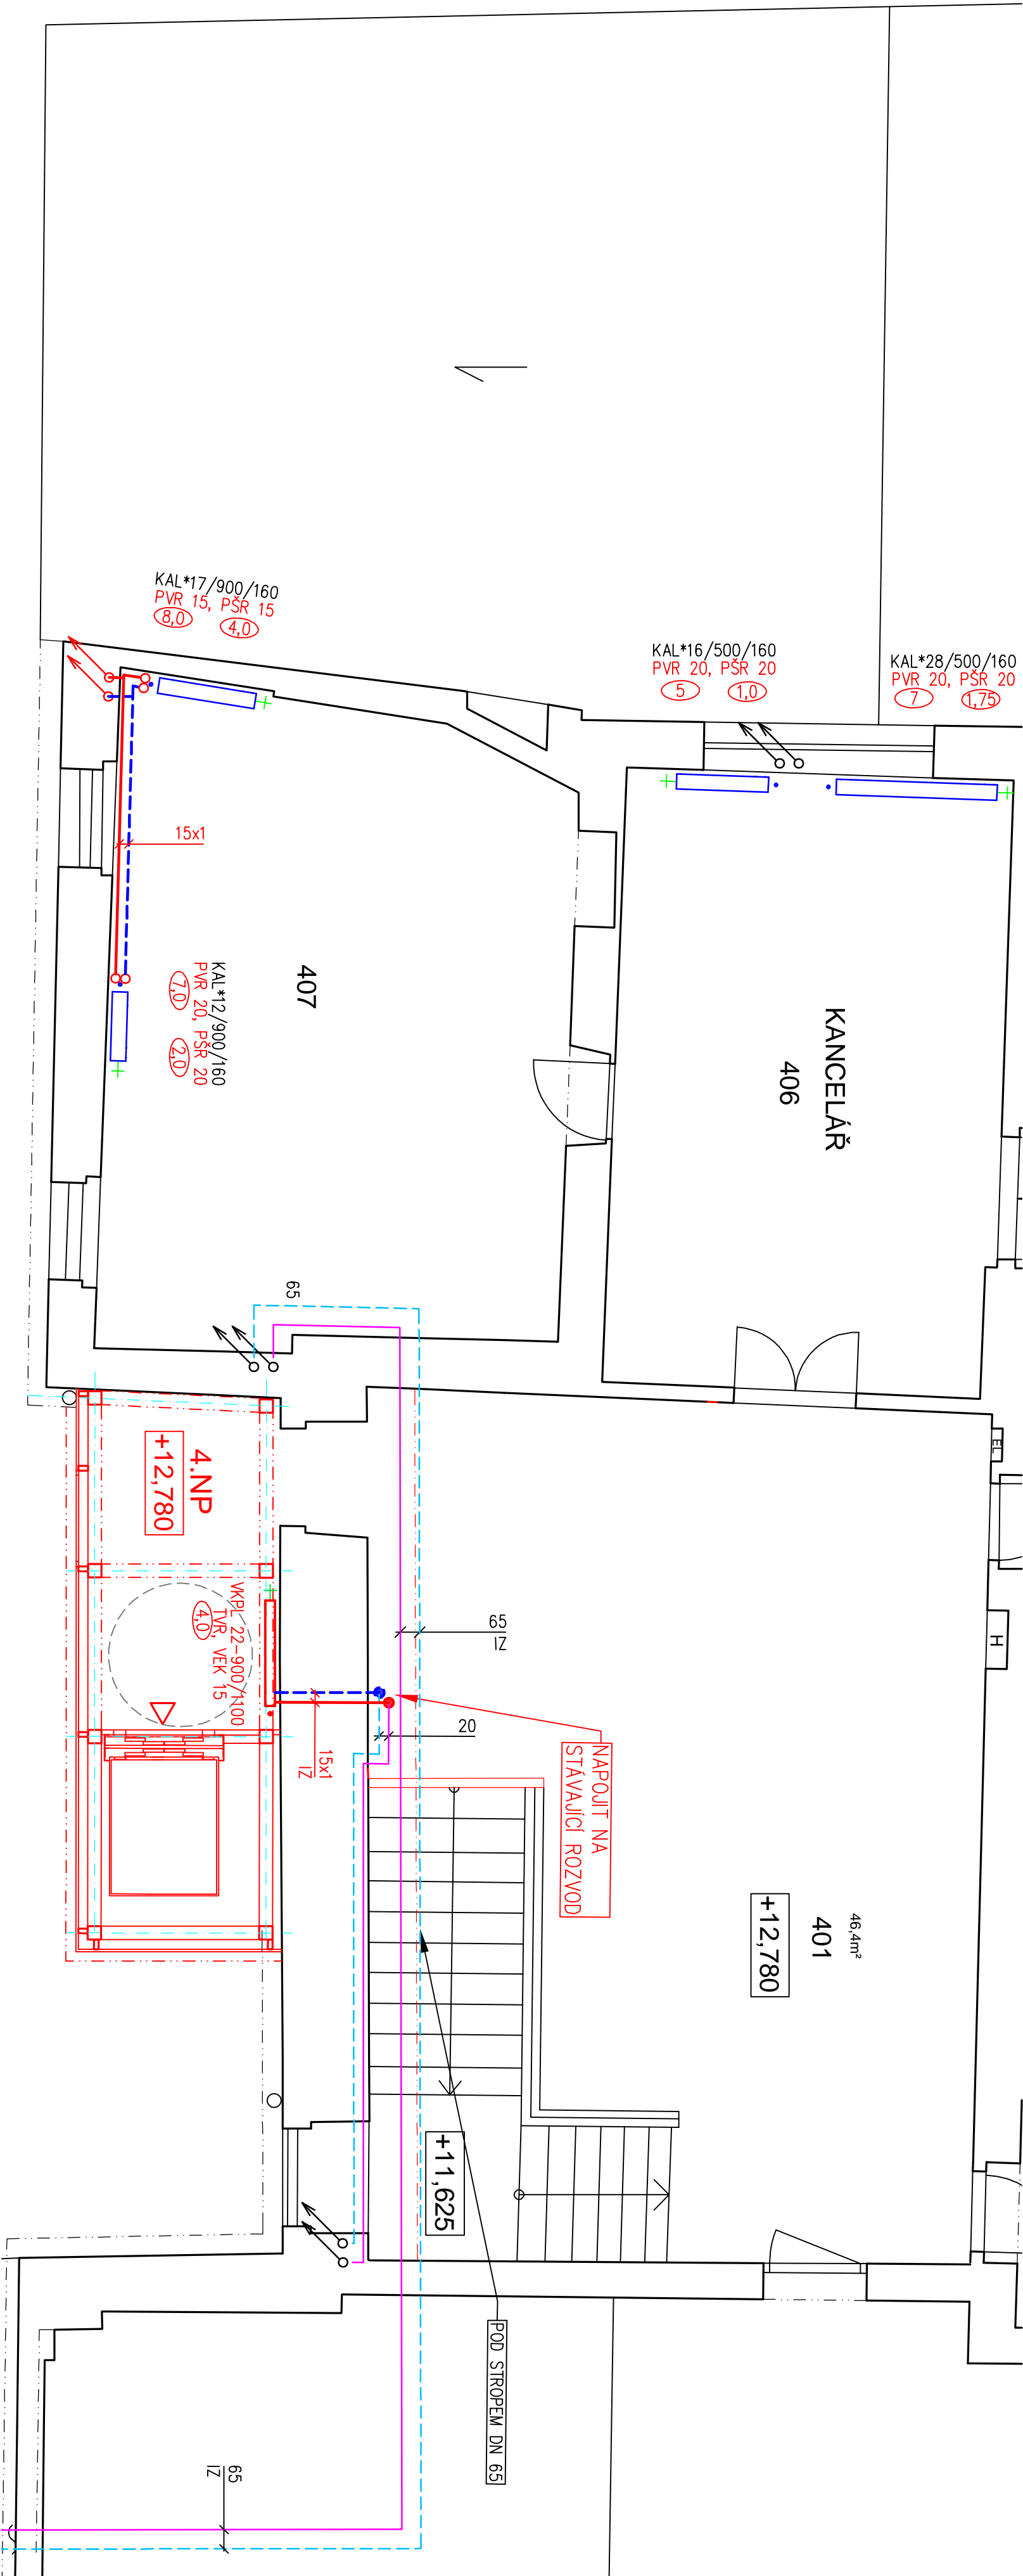 1
KAL*17/900/160
PVR 15, PŠR 15
8,0
4,0
KAL*16/500/160
PVR 20, PŠR 20
5
1,0
KAL*28/500/160
PVR 20, PŠR 20
7
1,75
15x1
407
KAL*12/900/160
PVR 20, PŠR 20
7,0
2,0
KANCELÁŘ
406
65
EL
H
4.NP
+12,780
VKPL 22-900/1100
TVR, VEK 15
4,0
65
IZ
20
15x1
IZ
NAPOJIT NA
STÁVAJÍCÍ ROZVOD
46,4m²
401
+12,780
+11,625
POD STROPEM DN 65
65
IZ